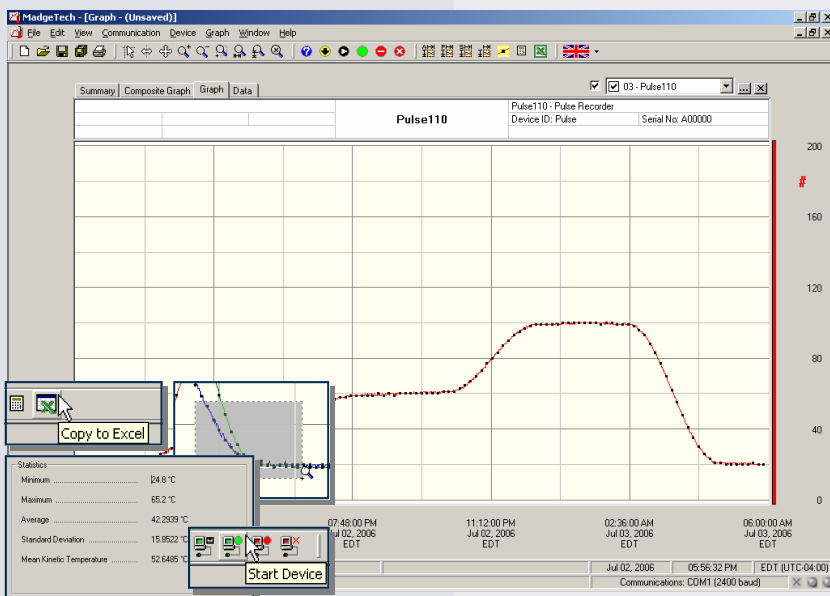 MadgeTech - [Graph - (Unsaved)]
File Edit View Communication Device Graph Window Help
Summary Composite Graph Graph Data
03 - Pulse110
...
Pulse110
Pulse110 - Pulse Recorder
Device ID: Pulse Serial No: A00000
200
#
160
120
80
40
0
Copy to Excel
Statistics
Minimum 24.8 °C
Maximum 65.2 °C
Average 42.2939 °C
Standard Deviation 15.8522 °C
Mean Kinetic Temperature 52.6485 °C
Start Device
07:48:00 PM 11:12:00 PM 02:36:00 AM 06:00:00 AM
Jul 02, 2006 Jul 02, 2006 Jul 03, 2006 Jul 03, 2006
EDT EDT EDT EDT
Jul 02, 2006 05:56:32 PM EDT (UTC-04:00)
Communications: COM1 (2400 baud)